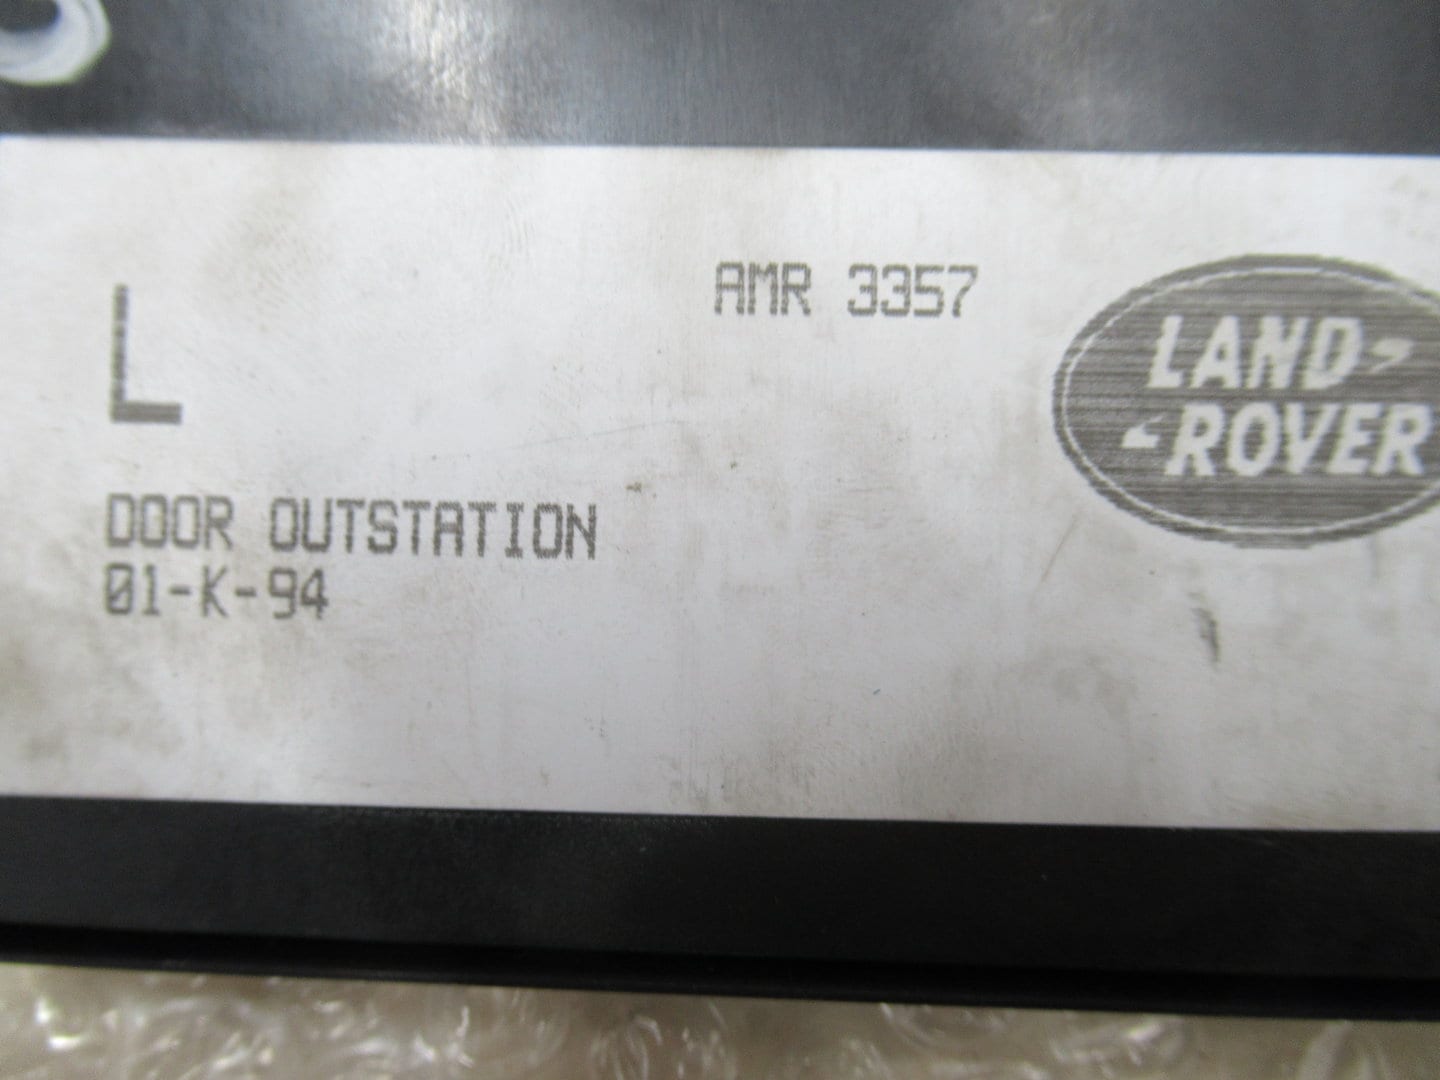 AMR 3357
LAND
ROVER
L
DOOR OUTSTATION
01-K-94